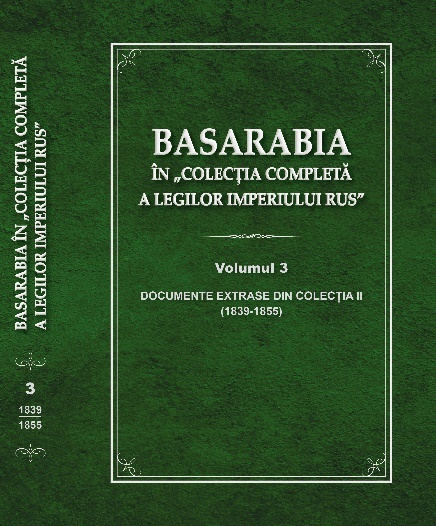 BASARABIA ÎN „COLECȚIA COMPLETĂ
A LEGILOR IMPERIULUI RUS”
3
1839
1855
BASARABIA
ÎN „COLECȚIA COMPLETĂ
A LEGILOR IMPERIULUI RUS”
Volumul 3
DOCUMENTE EXTRASE DIN COLECȚIA II
(1839-1855)